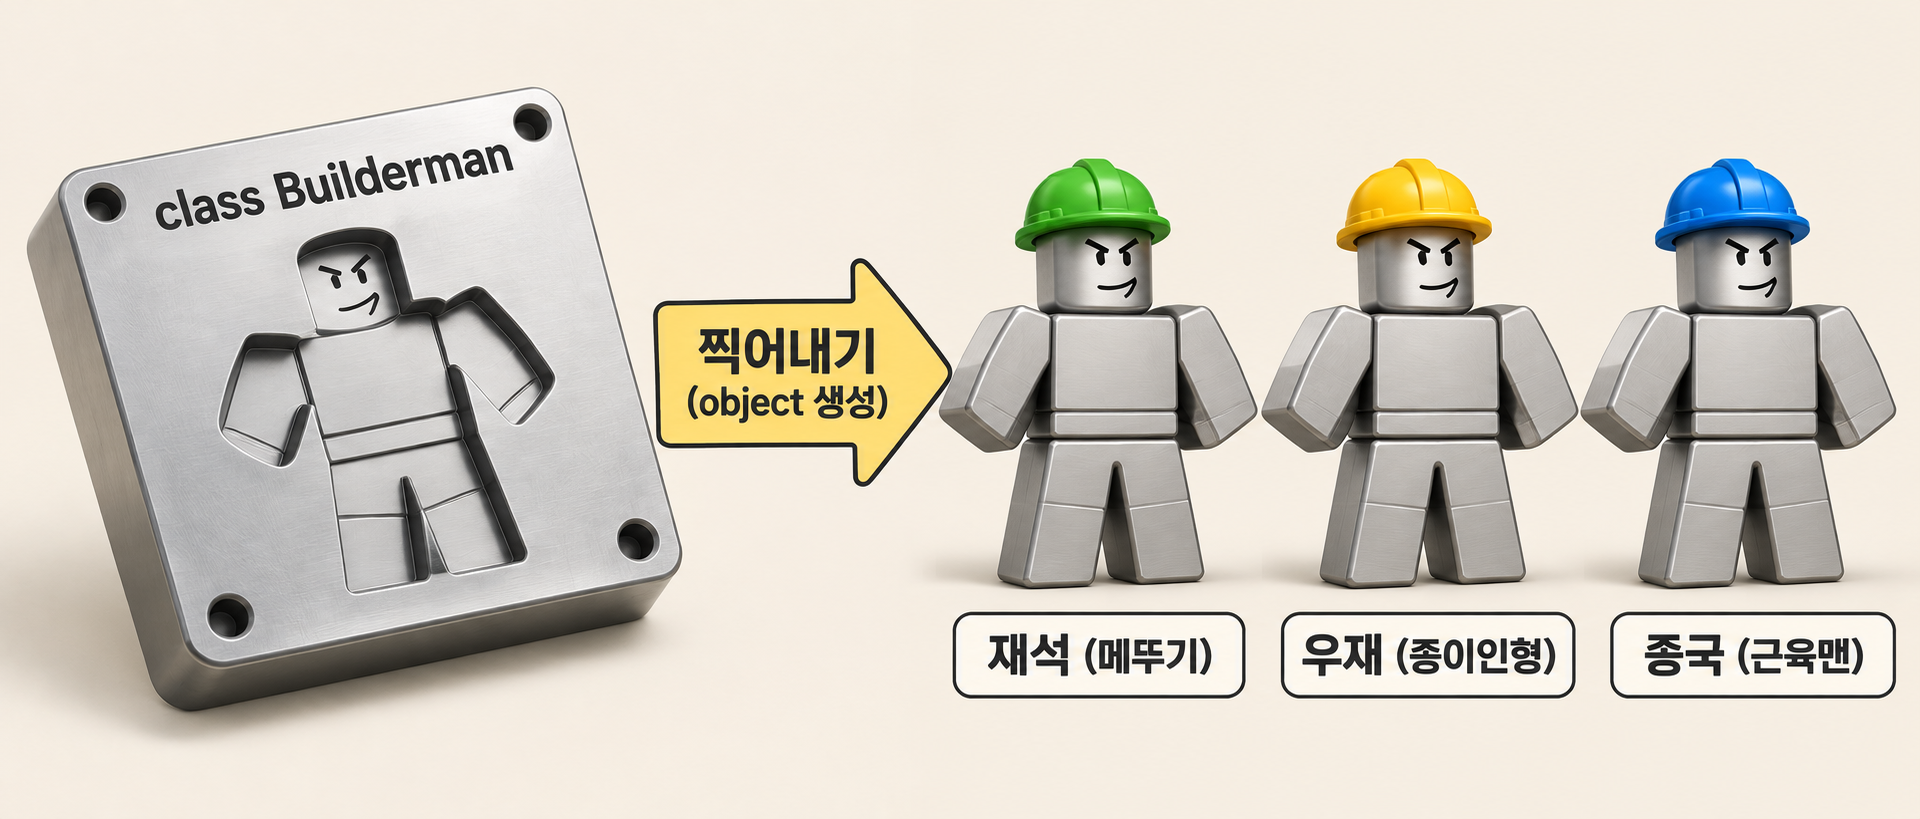 class Builderman
찍어내기
(object 생성)
재석 (메뚜기)
우재 (종이인형)
종국 (근육맨)